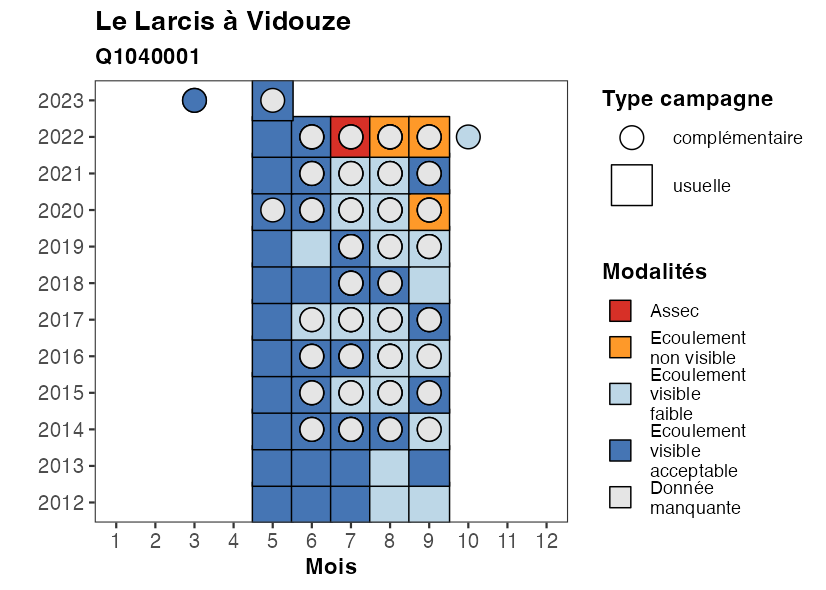 Le Larcis à Vidouze
Q1040001
2023
2022
2021
2020
2019
2018
2017
2016
2015
2014
2013
2012
1 2 3 4 5 6 7 8 9 10 11 12
Mois
Type campagne
complémentaire
usuelle
Modalités
Assec
Ecoulement
non visible
Ecoulement
visible
faible
Ecoulement
visible
acceptable
Donnée
manquante